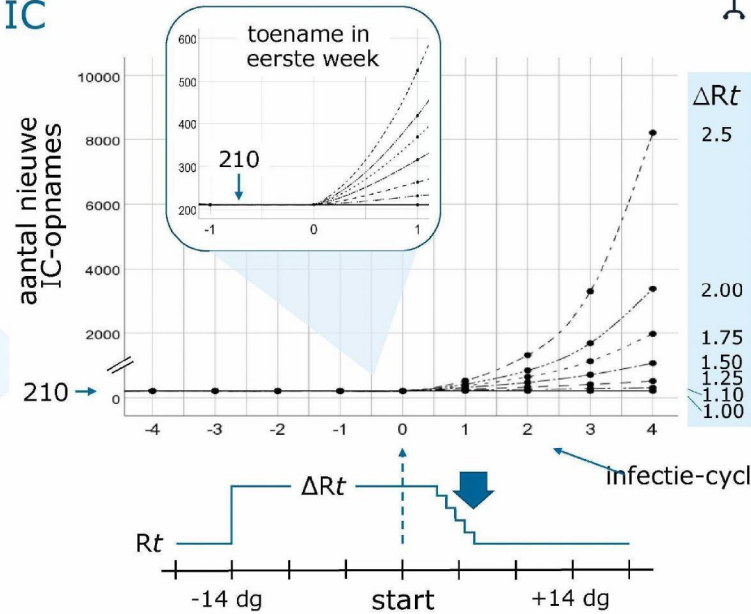 IC
toename in
eerste week
600
500
400
300
200
210
-1
0
1
aantal nieuwe
IC-opnames
10000
8000
6000
4000
2000
0
210
-4
-3
-2
-1
0
1
2
3
4
ΔRt
2.5
2.00
1.75
1.50
1.25
1.10
1.00
infectie-cycl
ΔRt
Rt
-14 dg
start
+14 dg